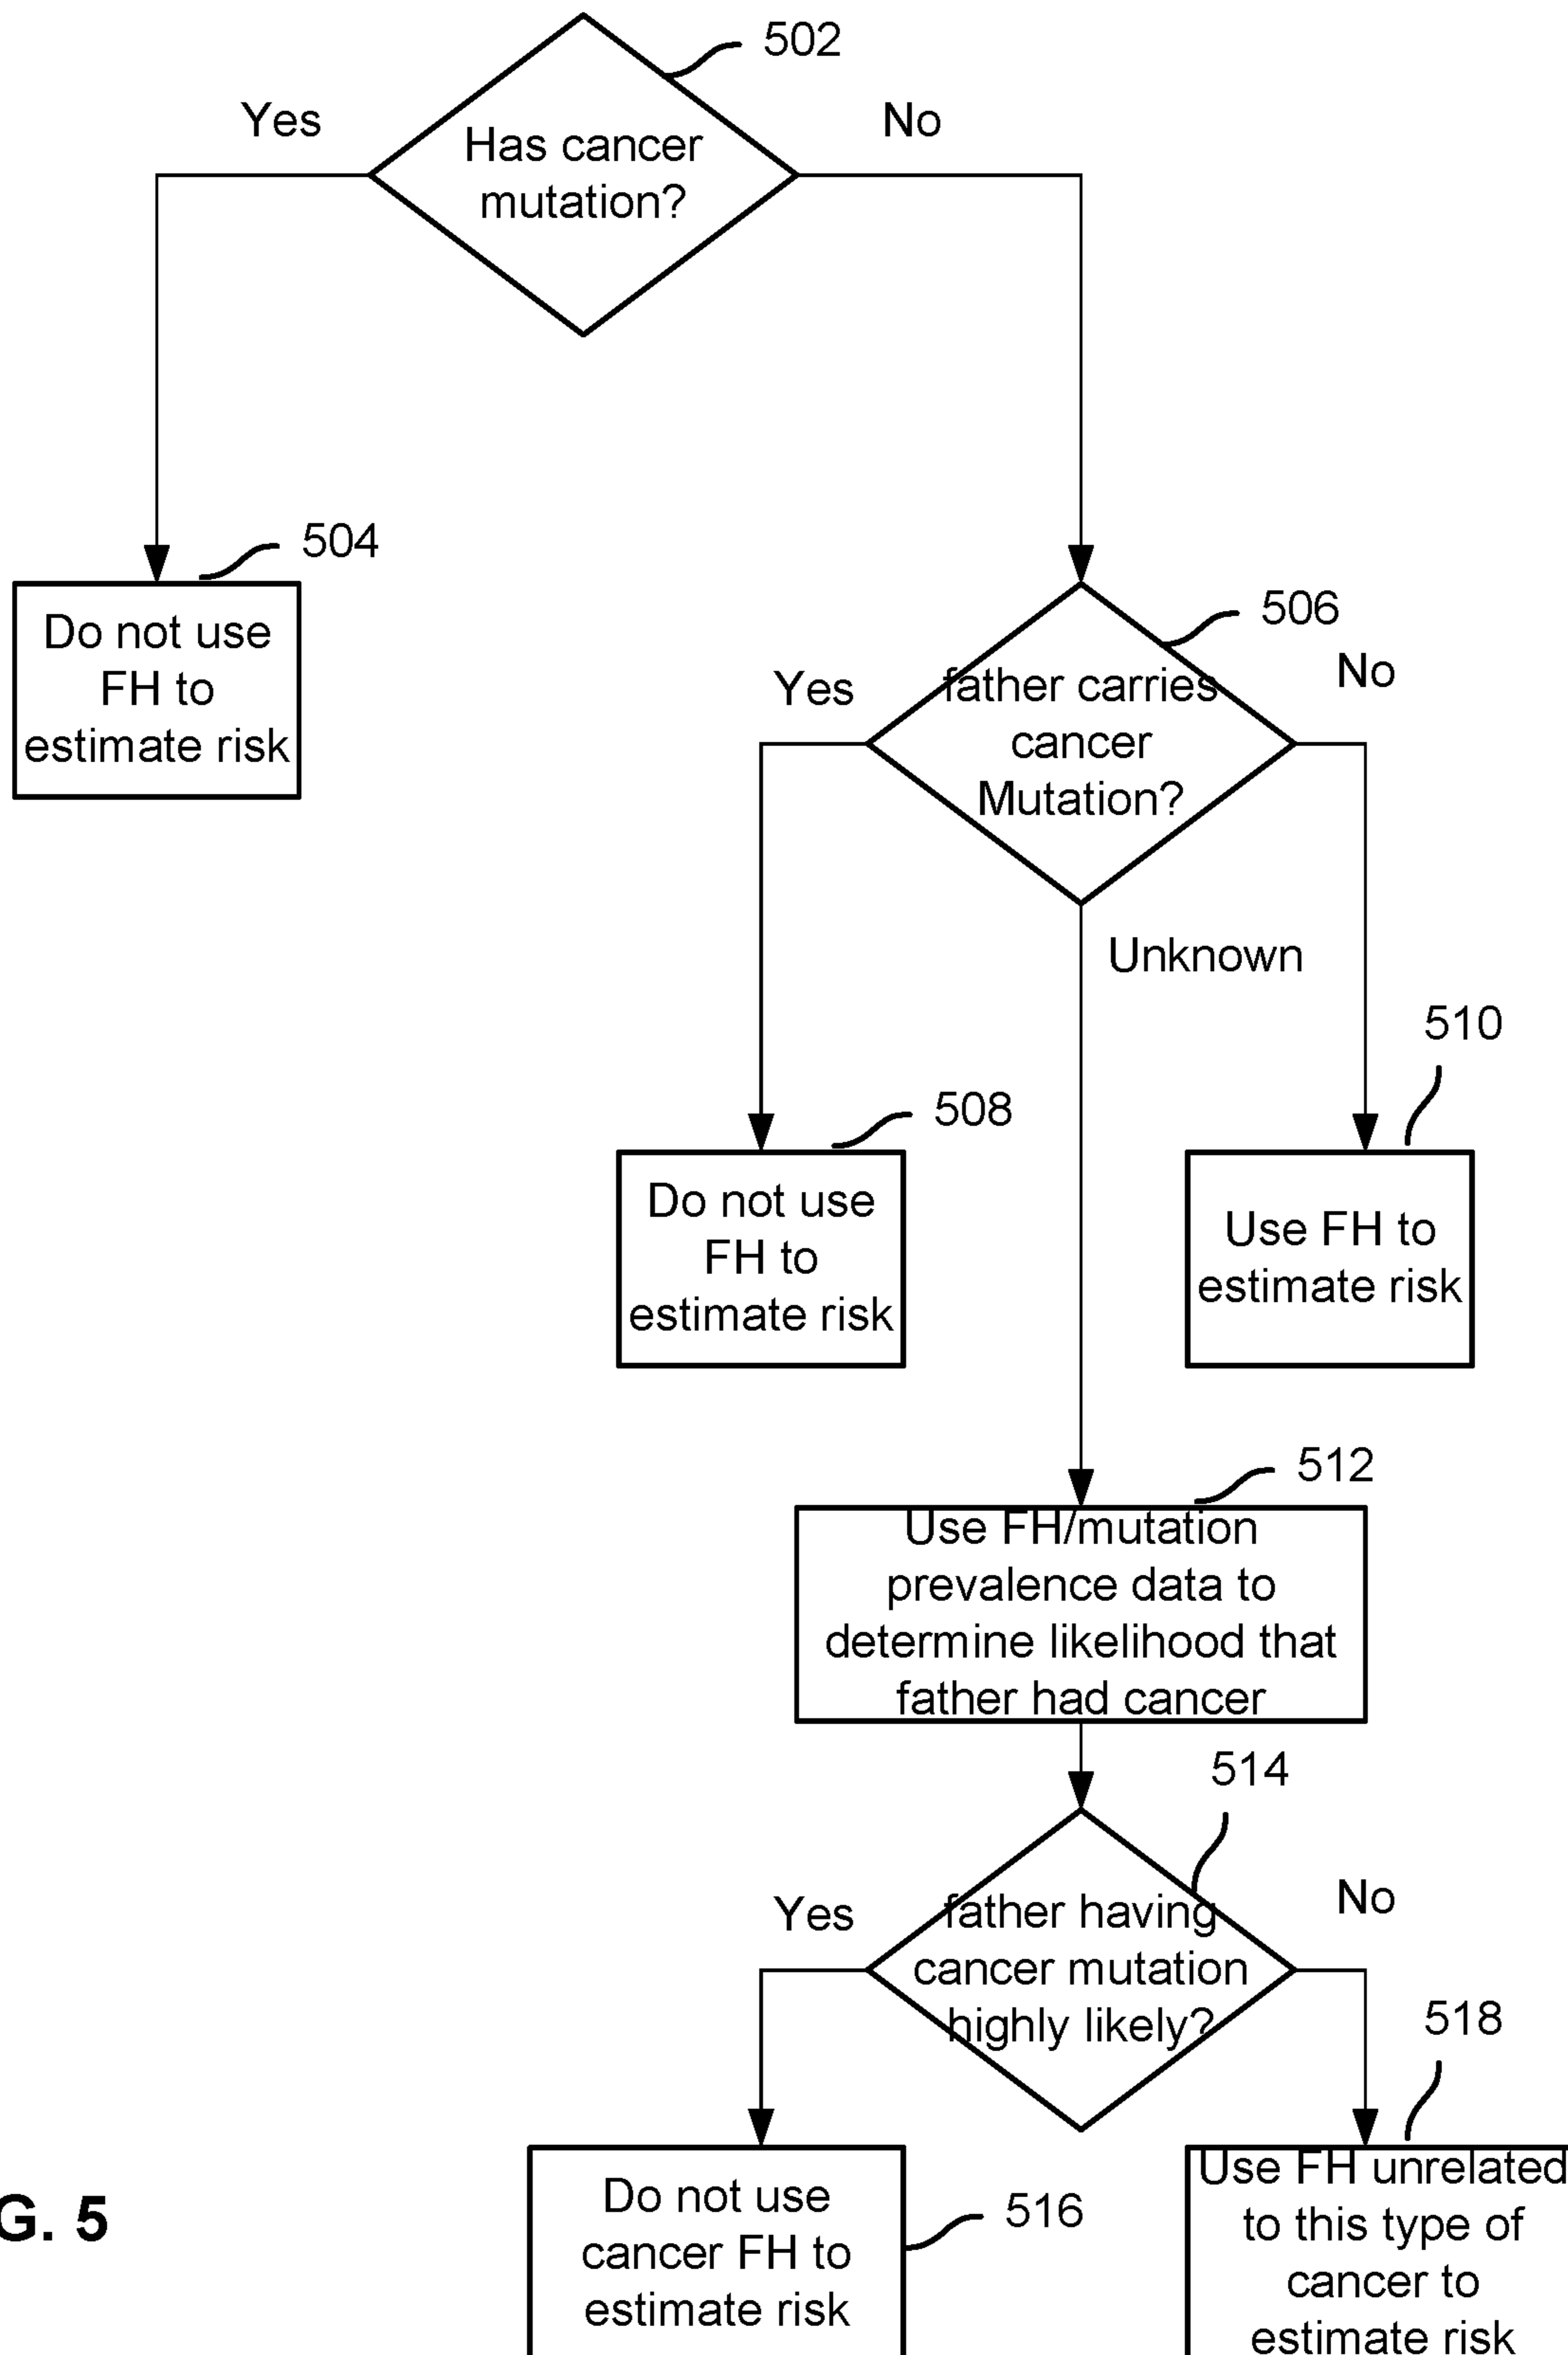 502
Yes
No
Has cancer
mutation?
504
Do not use
FH to
estimate risk
506
Yes
No
father carries
cancer
Mutation?
Unknown
510
508
Do not use
FH to
estimate risk
Use FH to
estimate risk
512
Use FH/mutation
prevalence data to
determine likelihood that
father had cancer
514
Yes
No
father having
cancer mutation
highly likely?
518
Do not use
cancer FH to
estimate risk
516
Use FH unrelated
to this type of
cancer to
estimate risk
G. 5